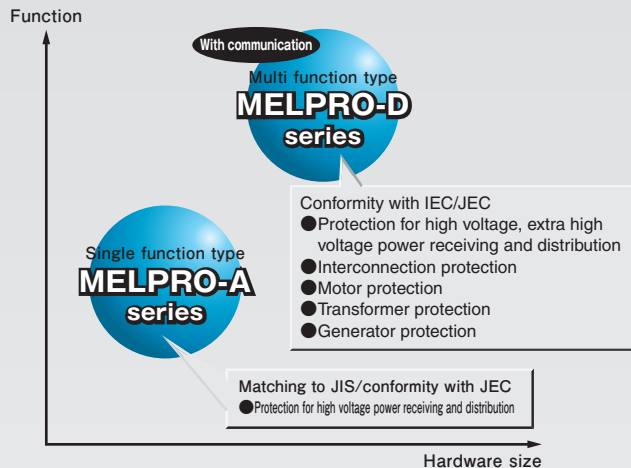 Function
With communication
Multi function type
MELPRO-D
series
Conformity with IEC/JEC
●Protection for high voltage, extra high
voltage power receiving and distribution
●Interconnection protection
●Motor protection
●Transformer protection
●Generator protection
Single function type
MELPRO-A
series
Matching to JIS/conformity with JEC
●Protection for high voltage power receiving and distribution
Hardware size